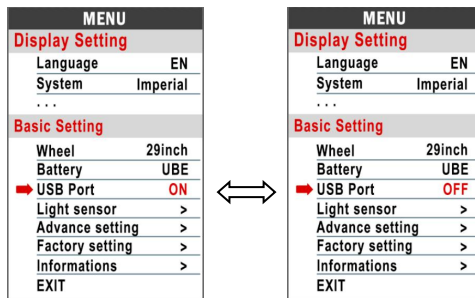 MENU
Display Setting
Language EN
System Imperial
. . .
Basic Setting
Wheel 29inch
Battery UBE
USB Port ON
Light sensor >
Advance setting >
Factory setting >
Informations >
EXIT
MENU
Display Setting
Language EN
System Imperial
. . .
Basic Setting
Wheel 29inch
Battery UBE
USB Port OFF
Light sensor >
Advance setting >
Factory setting >
Informations >
EXIT